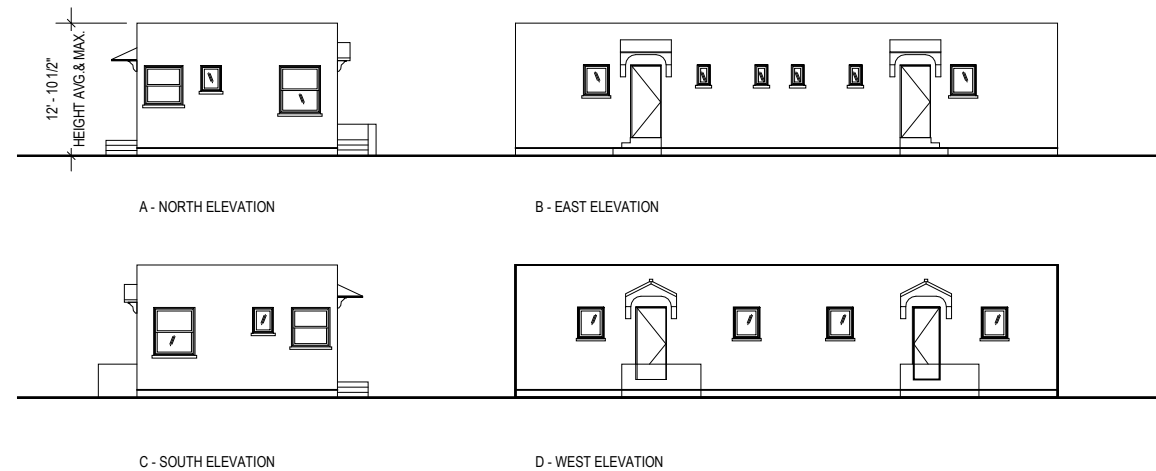 12' - 10 1/2"
HEIGHT AVG.& MAX.
A - NORTH ELEVATION
B - EAST ELEVATION
C - SOUTH ELEVATION
D - WEST ELEVATION